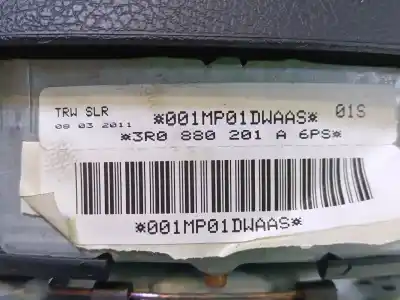 TRW SLR *001MP01DWAAS* 01S
08 03 2011
*3R0 880 201 A 6PS*
*001MP01DWAAS*